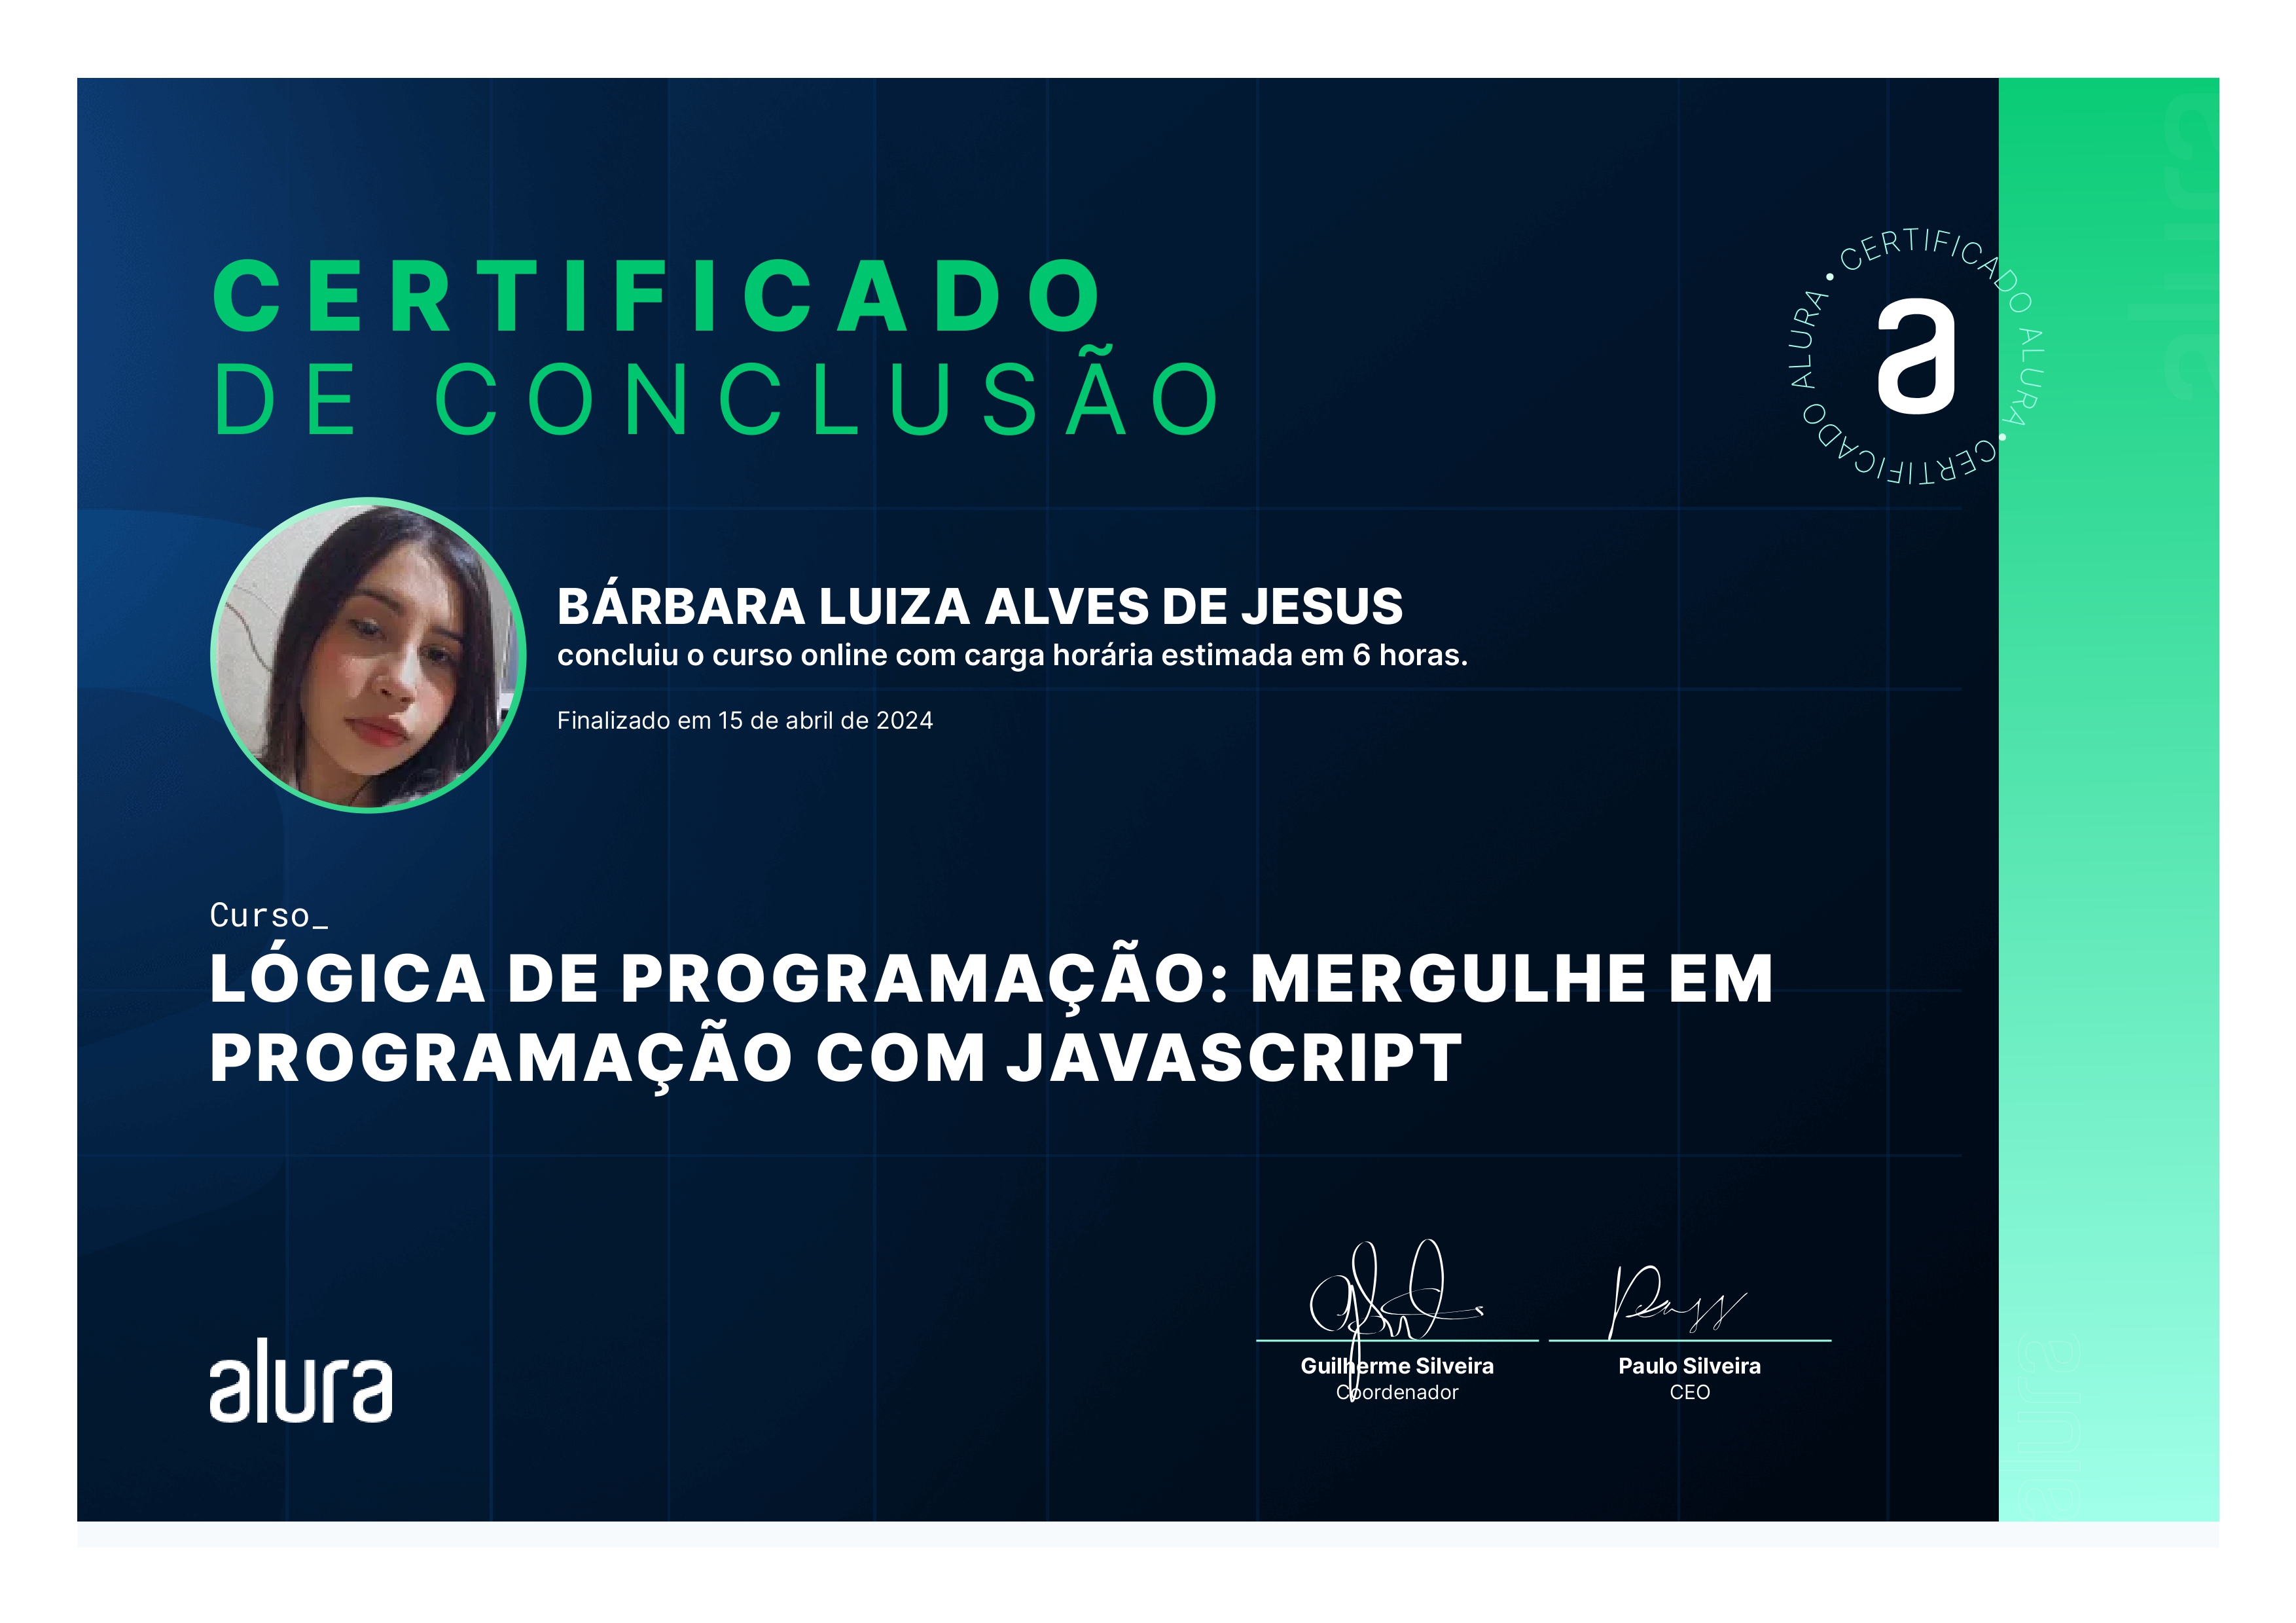 CERTIFICADO
DE CONCLUSÃO
CERTIFICADO ALURA • CERTIFICADO ALURA •
a
BÁRBARA LUIZA ALVES DE JESUS
concluiu o curso online com carga horária estimada em 6 horas.
Finalizado em 15 de abril de 2024
Curso_
LÓGICA DE PROGRAMAÇÃO: MERGULHE EM
PROGRAMAÇÃO COM JAVASCRIPT
Guilherme Silveira
Coordenador
Paulo Silveira
CEO
alura
alura
alura